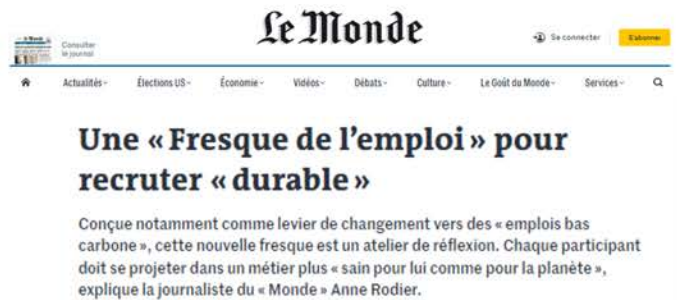 Le Monde
Consulter
le journal
Se connecter
S'abonner
Actualités
Élections US
Économie
Vidéos
Débats
Culture
Le Goût du Monde
Services
Une « Fresque de l'emploi » pour
recruter « durable »
Conçue notamment comme levier de changement vers des « emplois bas
carbone », cette nouvelle fresque est un atelier de réflexion. Chaque participant
doit se projeter dans un métier plus « sain pour lui comme pour la planète »,
explique la journaliste du « Monde » Anne Rodier.